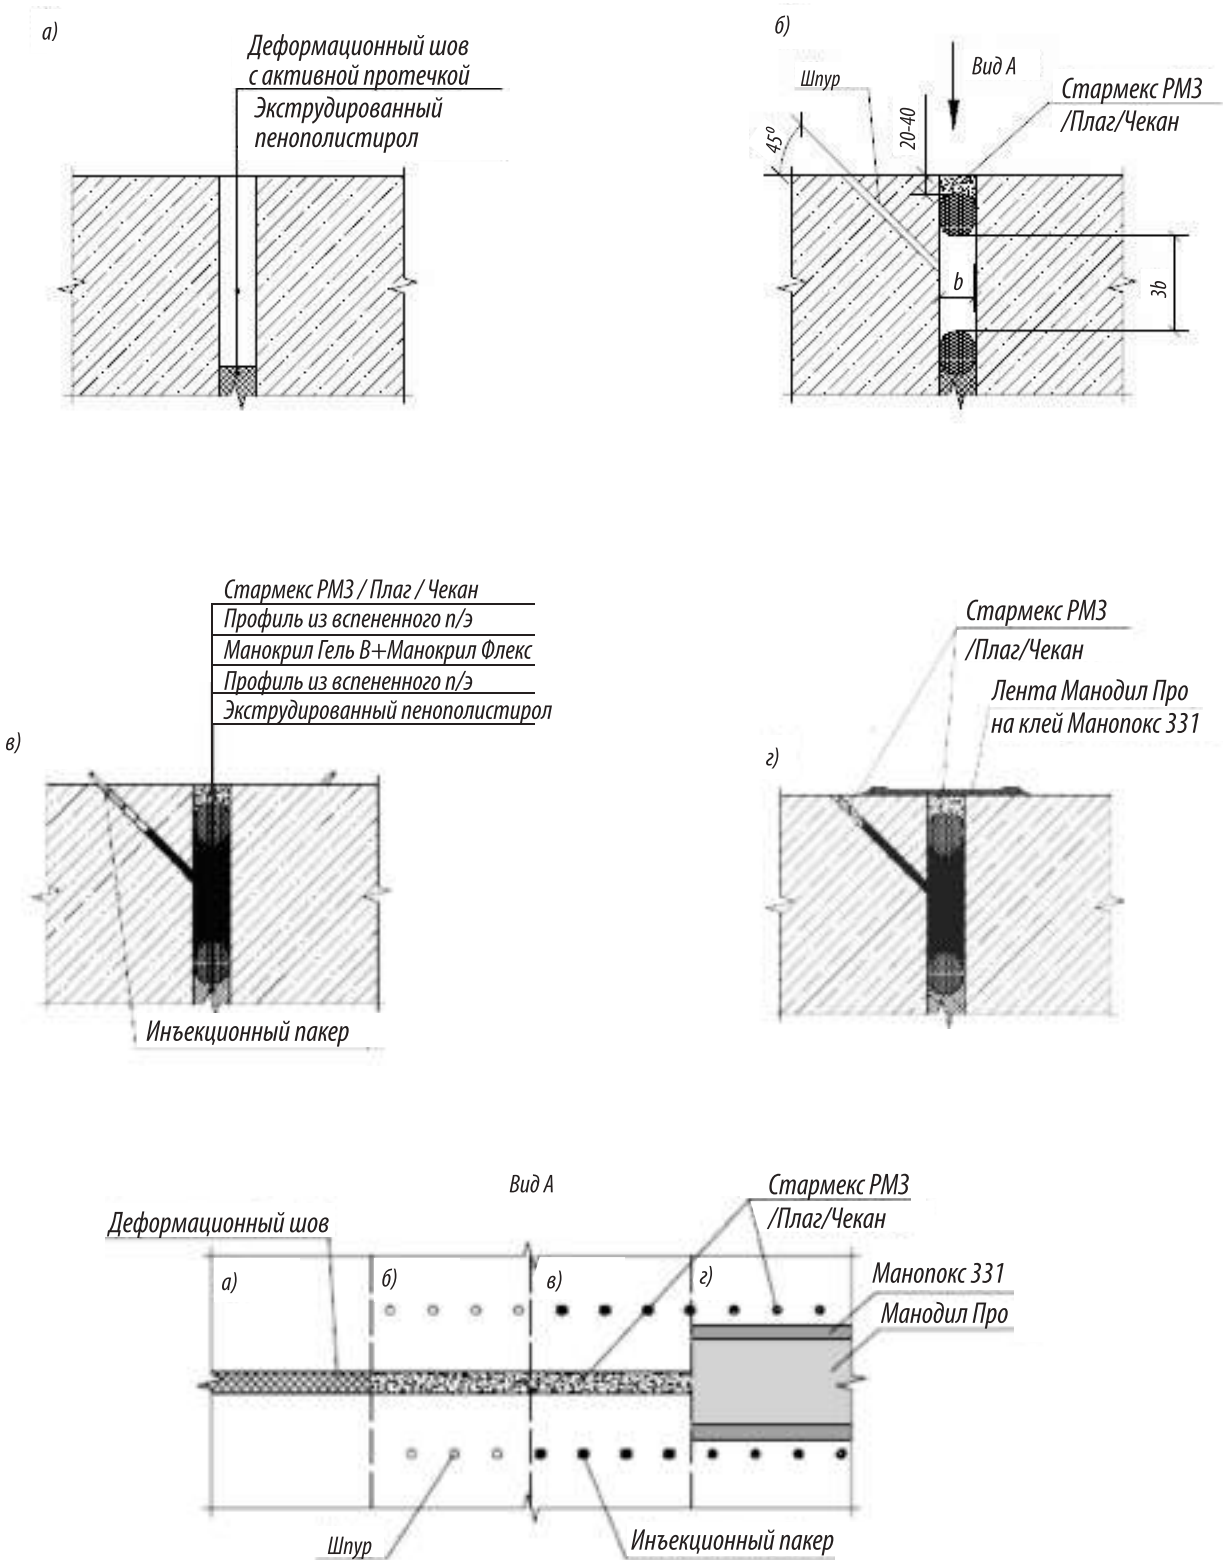 а)
Деформационный шов
с активной протечкой
Экструдированный
пенополистирол
б)
Шпур
Вид А
Стармекс РМ3
/Плаг/Чекан
45°
20-40
b
3b
в)
Стармекс РМ3 / Плаг / Чекан
Профиль из вспененного п/э
Манокрил Гель В+Манокрил Флекс
Профиль из вспененного п/э
Экструдированный пенополистирол
Инъекционный пакер
г)
Стармекс РМ3
/Плаг/Чекан
Лента Манодил Про
на клей Манопокс 331
Вид А
Деформационный шов
Стармекс РМ3
/Плаг/Чекан
а)
б)
в)
г)
Манопокс 331
Манодил Про
Шпур
Инъекционный пакер